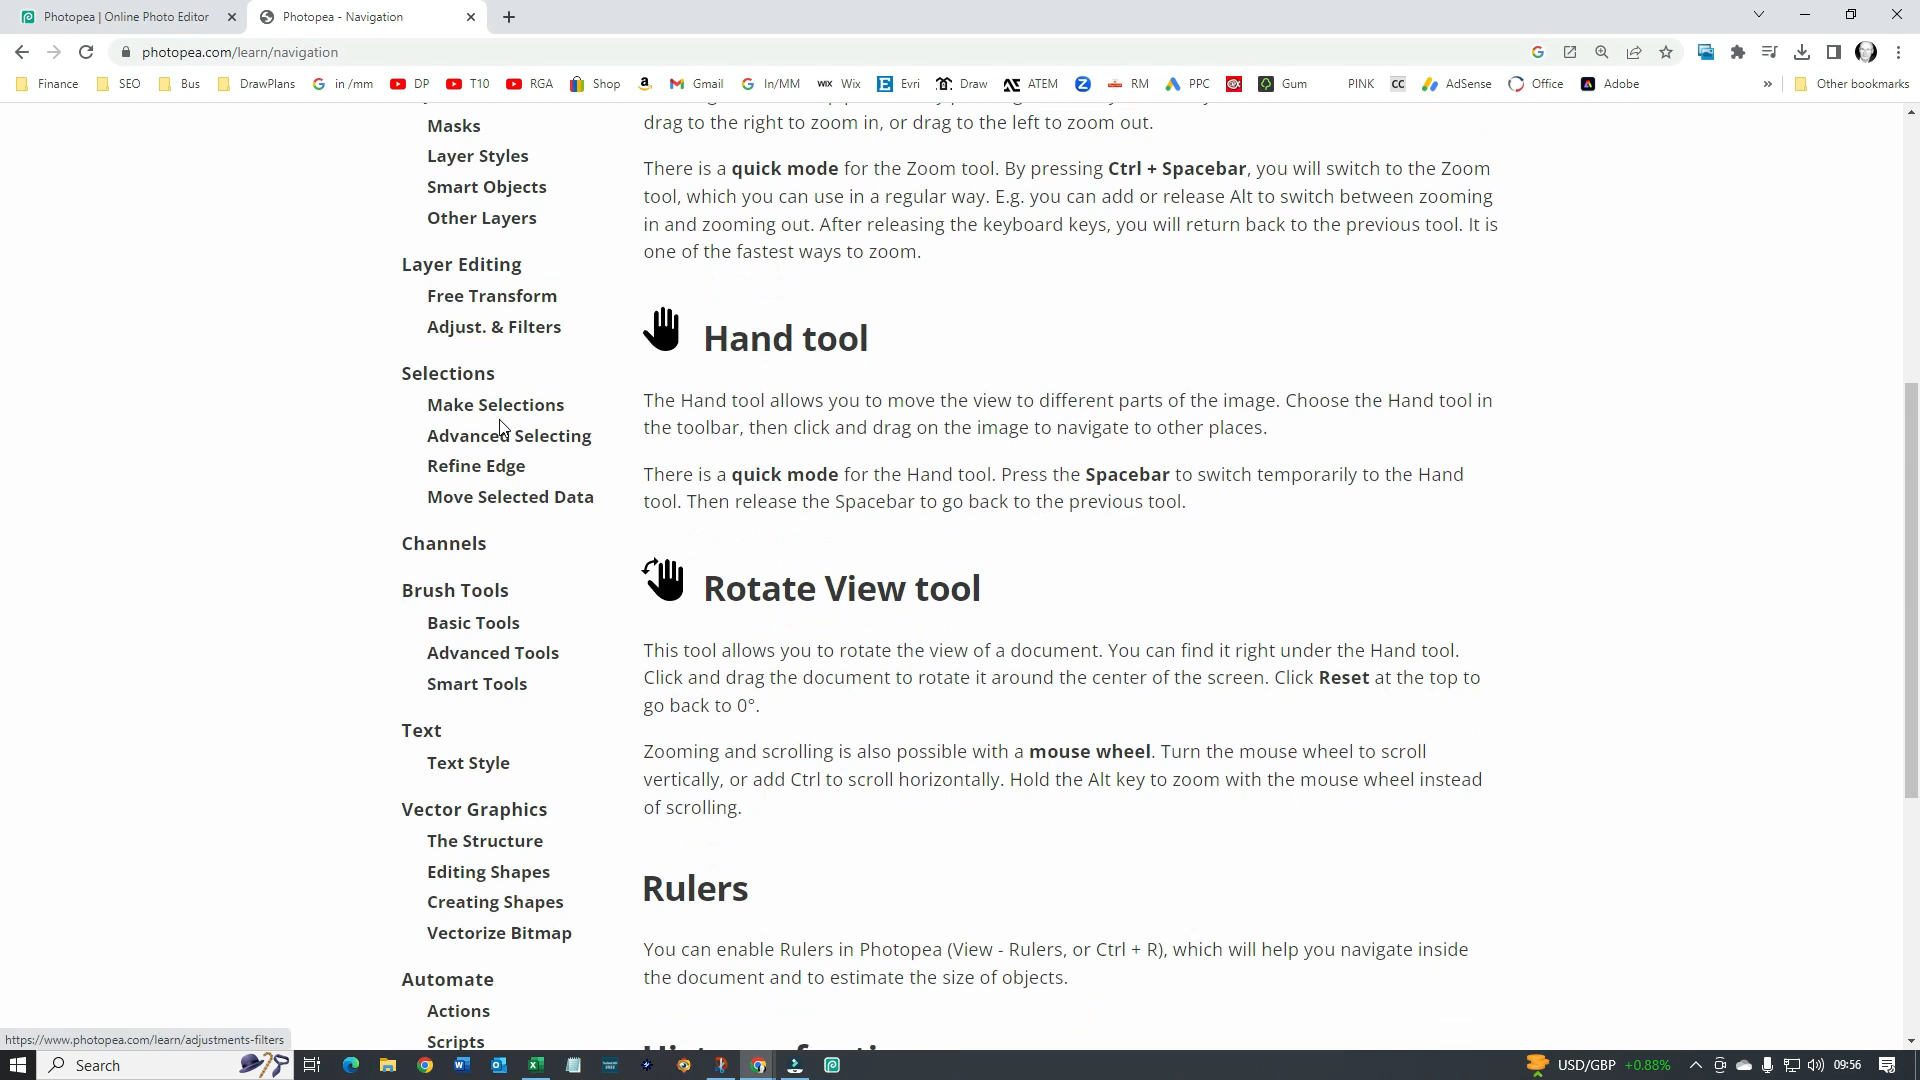 Photopea | Online Photo Editor
Photopea - Navigation
photopea.com/learn/navigation
Finance
SEO
Bus
DrawPlans
in /mm
DP
T10
RGA
Shop
Gmail
In/MM
WIX Wix
Evri
Draw
ATEM
RM
PPC
Gum
PINK
CC
AdSense
Office
Adobe
»
Other bookmarks
Masks
Layer Styles
Smart Objects
Other Layers
Layer Editing
Free Transform
Adjust. & Filters
Selections
Make Selections
Advanced Selecting
Refine Edge
Move Selected Data
Channels
Brush Tools
Basic Tools
Advanced Tools
Smart Tools
Text
Text Style
Vector Graphics
The Structure
Editing Shapes
Creating Shapes
Vectorize Bitmap
Automate
Actions
Scripts
drag to the right to zoom in, or drag to the left to zoom out.
There is a quick mode for the Zoom tool. By pressing Ctrl + Spacebar, you will switch to the Zoom
tool, which you can use in a regular way. E.g. you can add or release Alt to switch between zooming
in and zooming out. After releasing the keyboard keys, you will return back to the previous tool. It is
one of the fastest ways to zoom.
Hand tool
The Hand tool allows you to move the view to different parts of the image. Choose the Hand tool in
the toolbar, then click and drag on the image to navigate to other places.
There is a quick mode for the Hand tool. Press the Spacebar to switch temporarily to the Hand
tool. Then release the Spacebar to go back to the previous tool.
Rotate View tool
This tool allows you to rotate the view of a document. You can find it right under the Hand tool.
Click and drag the document to rotate it around the center of the screen. Click Reset at the top to
go back to 0°.
Zooming and scrolling is also possible with a mouse wheel. Turn the mouse wheel to scroll
vertically, or add Ctrl to scroll horizontally. Hold the Alt key to zoom with the mouse wheel instead
of scrolling.
Rulers
You can enable Rulers in Photopea (View - Rulers, or Ctrl + R), which will help you navigate inside
the document and to estimate the size of objects.
https://www.photopea.com/learn/adjustments-filters
Search
USD/GBP +0.88%
09:56